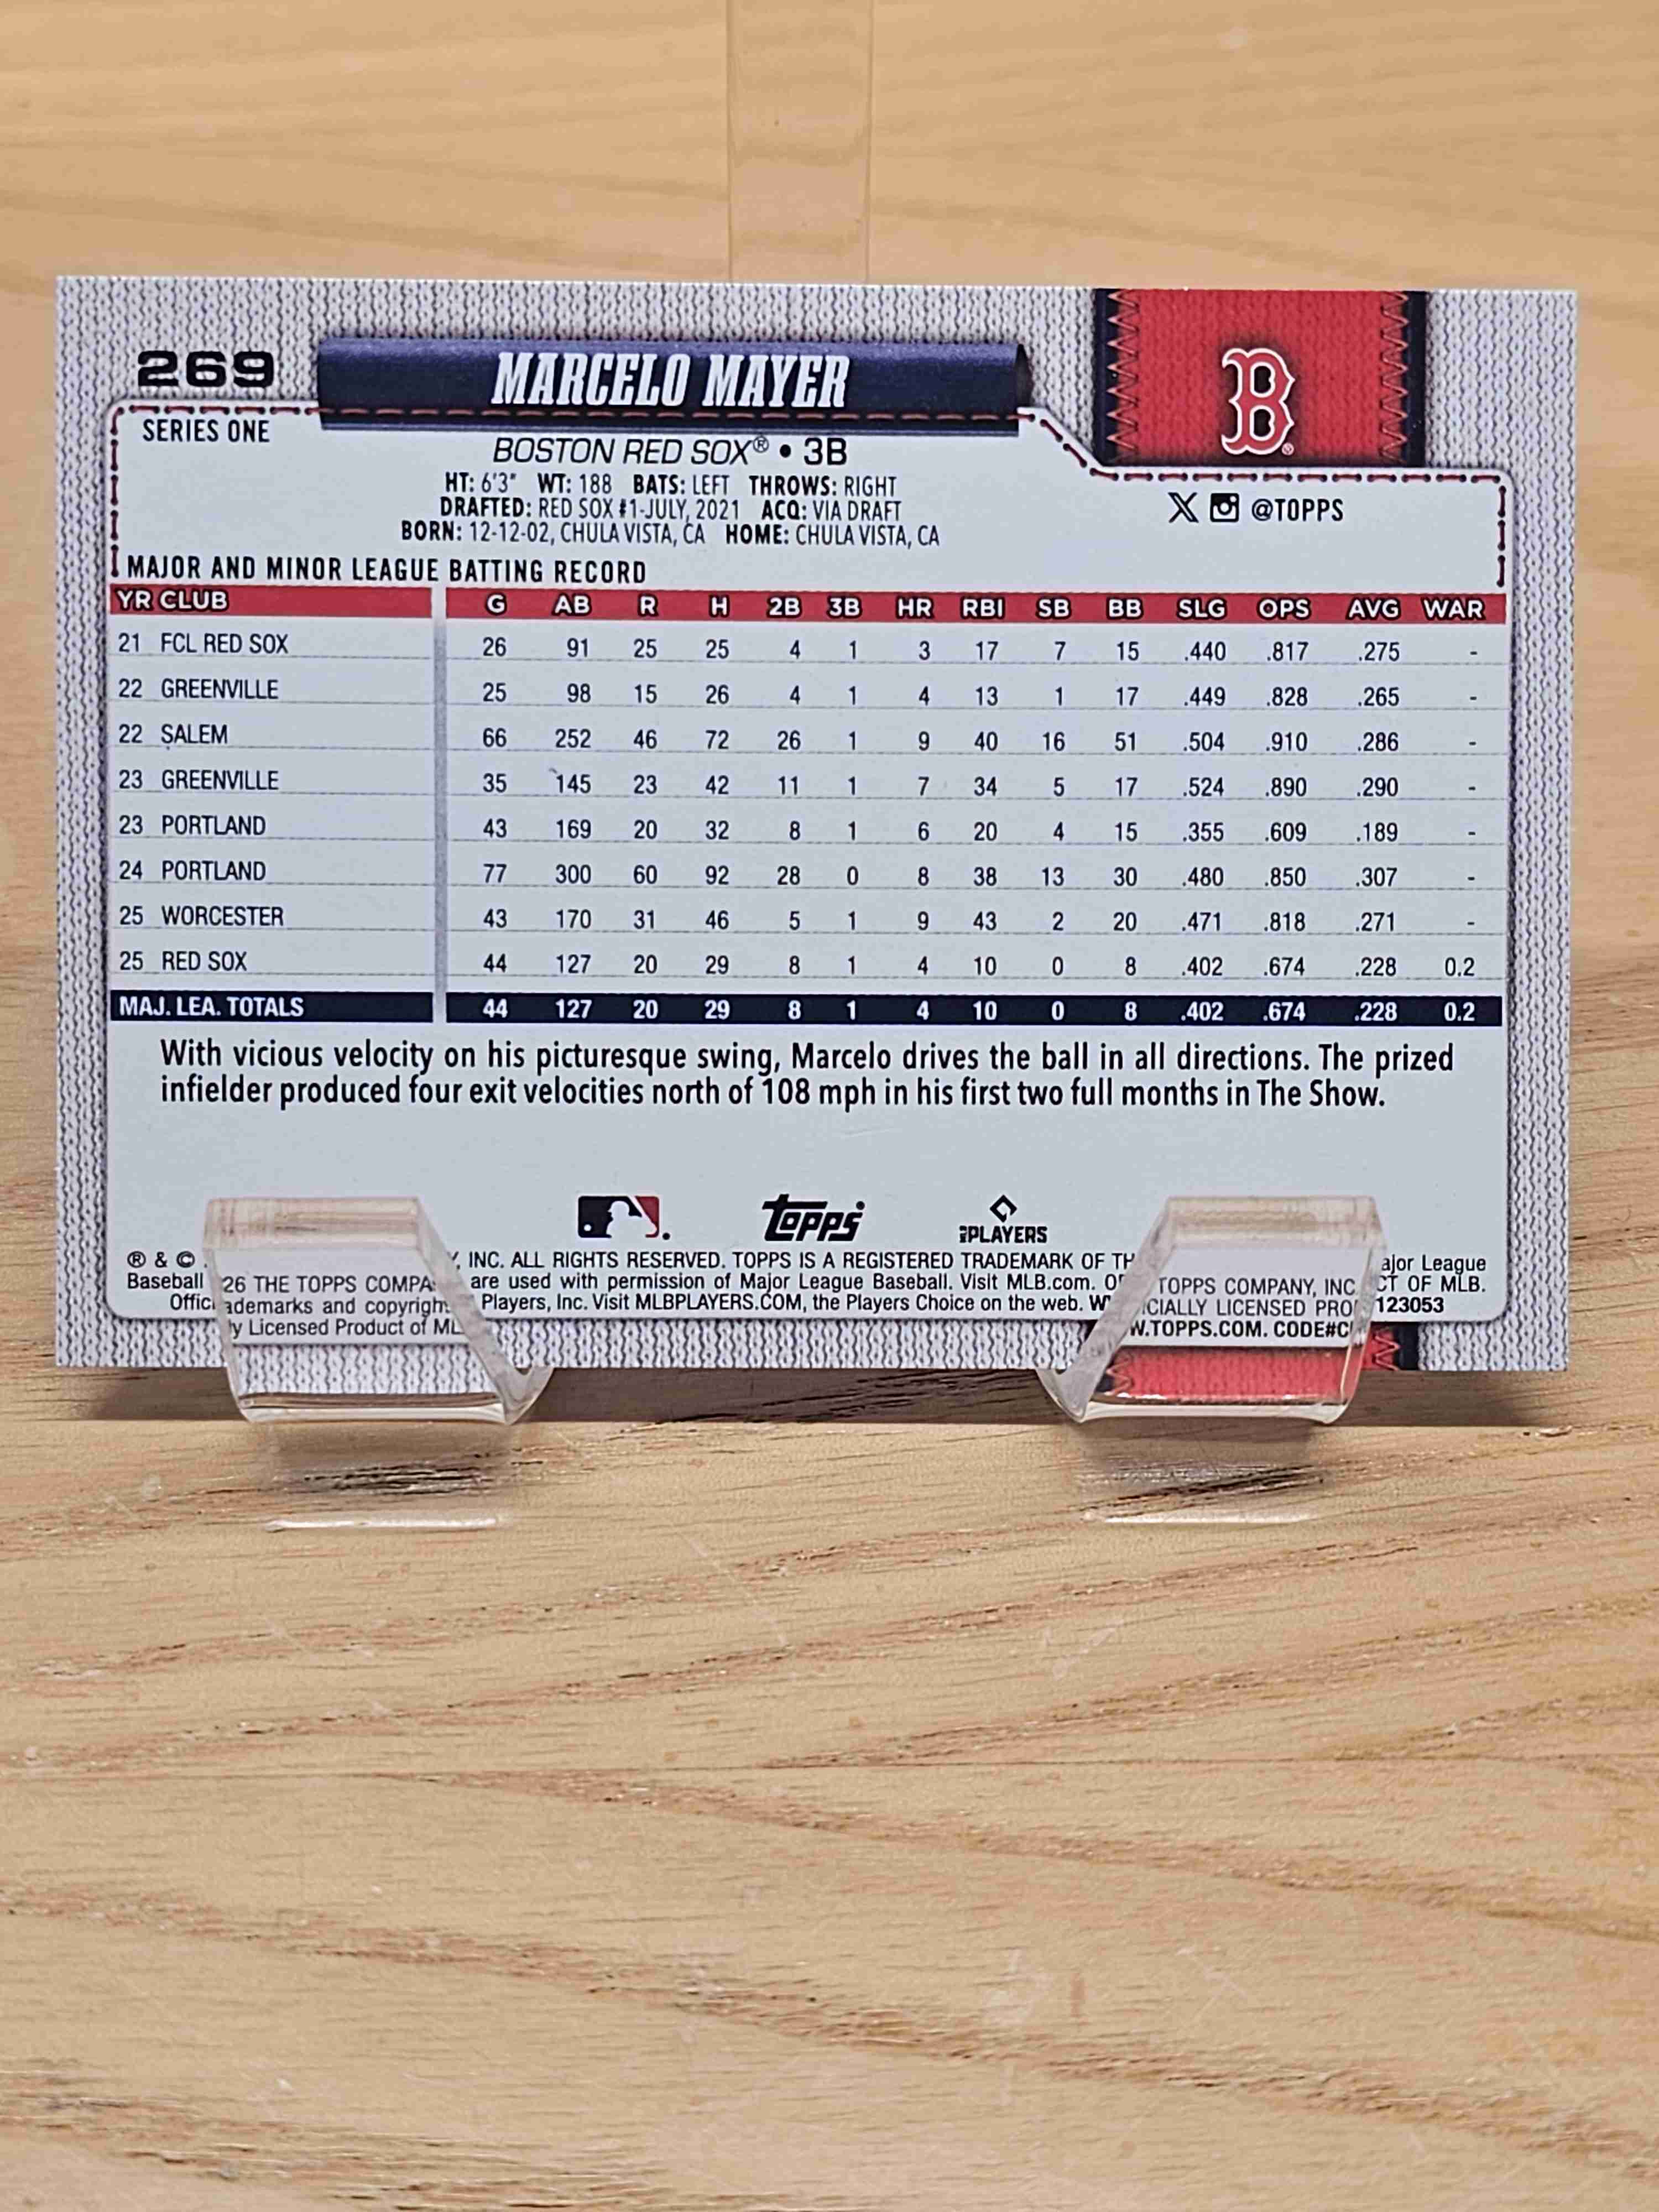 269
MARCELO MAYER
B
SERIES ONE
BOSTON RED SOX® • 3B
HT: 6'3" WT: 188 BATS: LEFT THROWS: RIGHT
DRAFTED: RED SOX #1-JULY, 2021 ACQ: VIA DRAFT
BORN: 12-12-02, CHULA VISTA, CA HOME: CHULA VISTA, CA
@TOPPS
MAJOR AND MINOR LEAGUE BATTING RECORD
YR CLUB G AB R H 2B 3B HR RBI SB BB SLG OPS AVG WAR
21 FCL RED SOX 26 91 25 25 4 1 3 17 7 15 .440 .817 .275 -
22 GREENVILLE 25 98 15 26 4 1 4 13 1 17 .449 .828 .265 -
22 SALEM 66 252 46 72 26 1 9 40 16 51 .504 .910 .286 -
23 GREENVILLE 35 145 23 42 11 1 7 34 5 17 .524 .890 .290 -
23 PORTLAND 43 169 20 32 8 1 6 20 4 15 .355 .609 .189 -
24 PORTLAND 77 300 60 92 28 0 8 38 13 30 .480 .850 .307 -
25 WORCESTER 43 170 31 46 5 1 9 43 2 20 .471 .818 .271 -
25 RED SOX 44 127 20 29 8 1 4 10 0 8 .402 .674 .228 0.2
MAJ. LEA. TOTALS 44 127 20 29 8 1 4 10 0 8 .402 .674 .228 0.2
With vicious velocity on his picturesque swing, Marcelo drives the ball in all directions. The prized
infielder produced four exit velocities north of 108 mph in his first two full months in The Show.
topps
PLAYERS
® & © 26 THE TOPPS COMPA , INC. ALL RIGHTS RESERVED. TOPPS IS A REGISTERED TRADEMARK OF TH TOPPS COMPANY, INC ajor League
Baseball ademarks and copyrigh are used with permission of Major League Baseball. Visit MLB.com. OF ICIALLY LICENSED PRO CT OF MLB.
Offici y Licensed Product of ML Players, Inc. Visit MLBPLAYERS.COM, the Players Choice on the web. W W.TOPPS.COM. CODE#C 123053